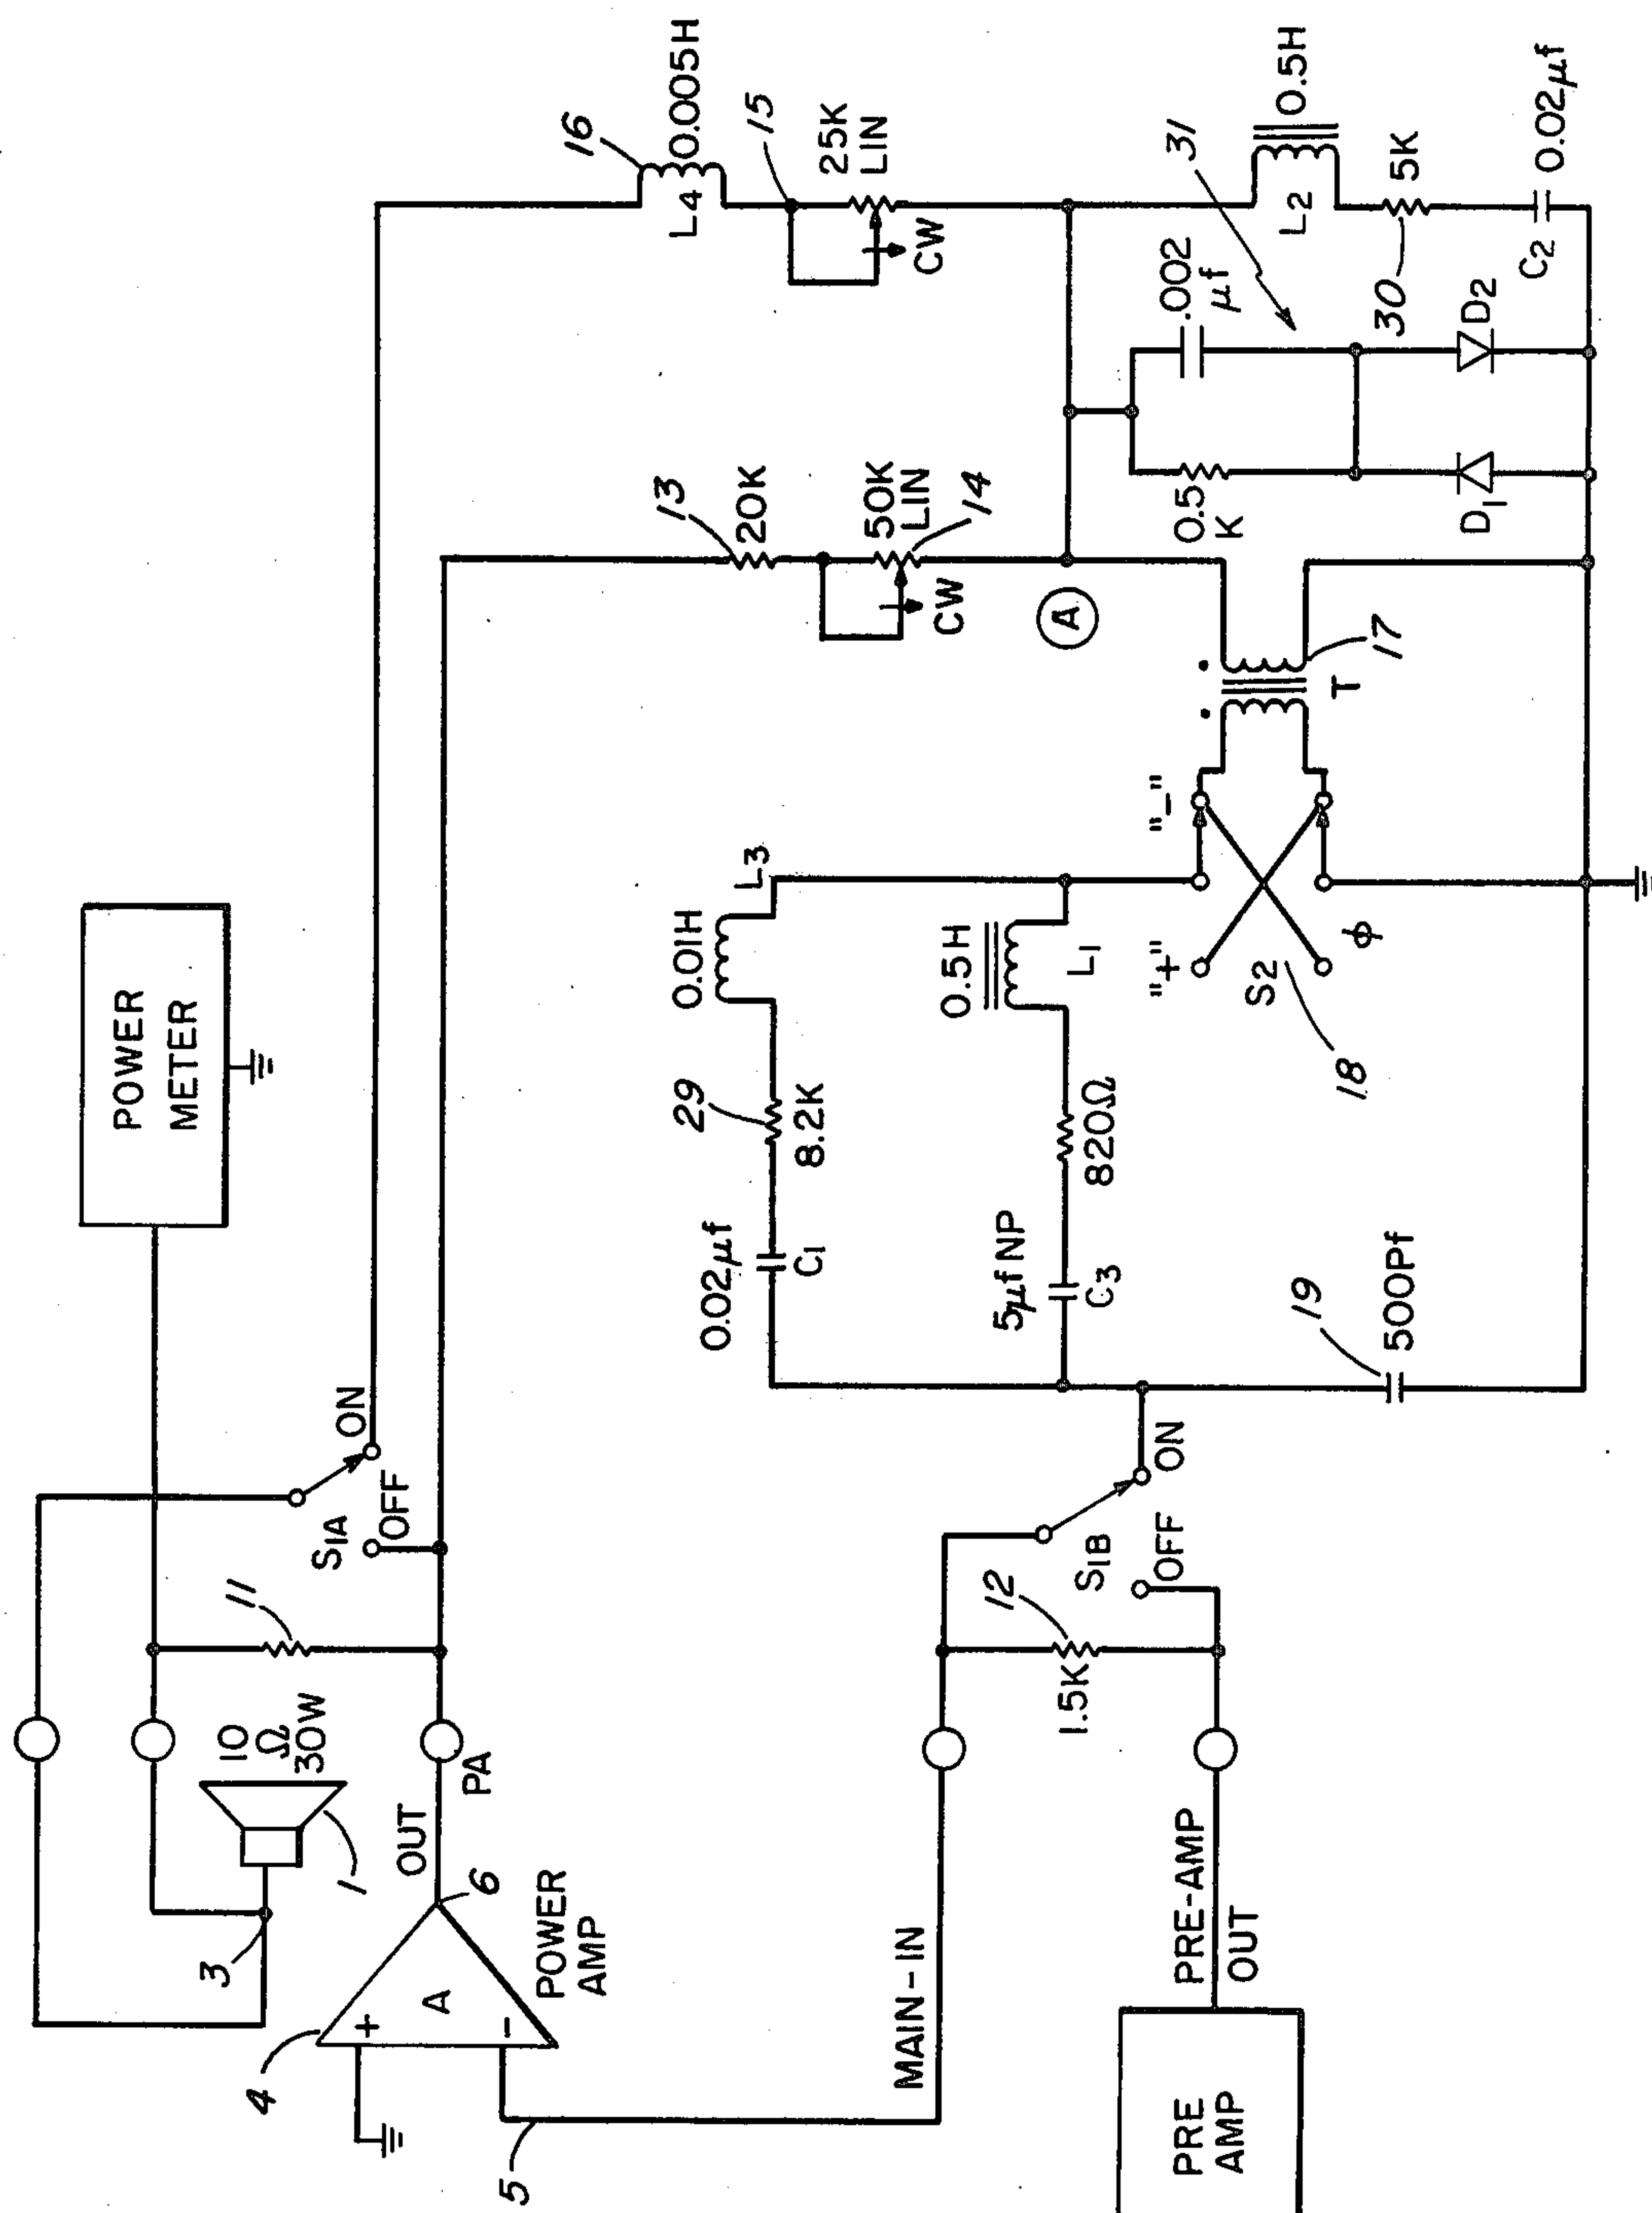 POWER
METER
ON
OFF
S1A
11
10
Ω
30W
1
3
OUT
6
PA
4
+
A
-
POWER
AMP
5
MAIN-IN
PRE
AMP
PRE-AMP
OUT
12
1.5K
S1B
ON
OFF
19
500Pf
0.02µf
C1
29
8.2K
0.01H
L3
5µfNP
C3
820Ω
0.5H
L1
"+"
"-"
S2
18
ϕ
T
17
A
13
20K
50K
LIN
14
CW
16
L4
0.005H
15
25K
LIN
CW
0.5
K
.002
µf
31
D1
D2
L2
0.5H
30
5K
C2
0.02µf